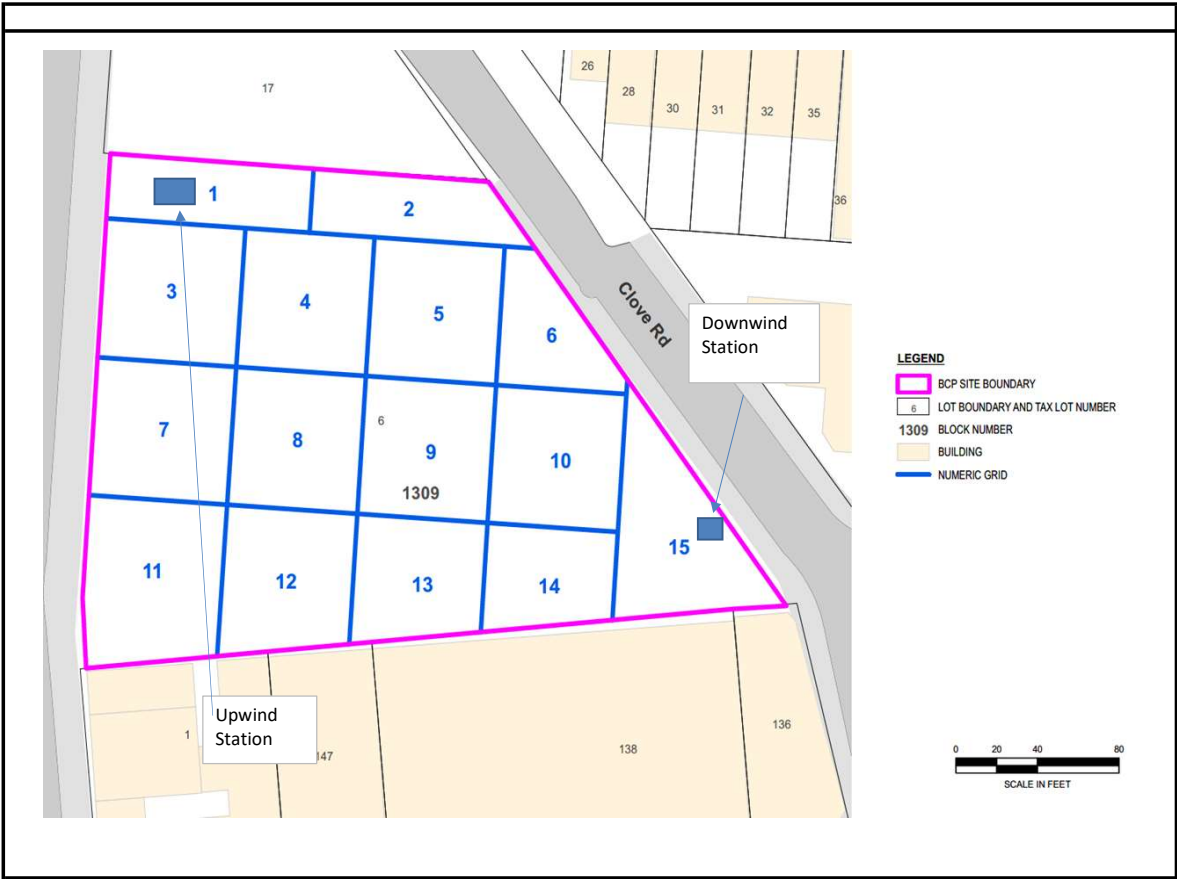 17
26
28
30
31
32
35
36
1
2
3
4
5
6
Clove Rd
Downwind
Station
7
8
6
9
10
1309
15
11
12
13
14
Upwind
Station
1
147
138
136
LEGEND
BCP SITE BOUNDARY
6 LOT BOUNDARY AND TAX LOT NUMBER
1309 BLOCK NUMBER
BUILDING
NUMERIC GRID
0 20 40 80
SCALE IN FEET